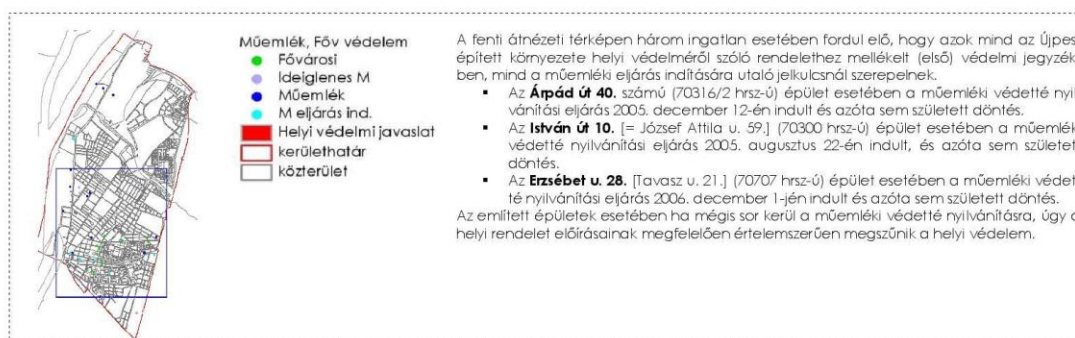 Műemlék, Főv védelem
Fővárosi
Ideiglenes M
Műemlék
M eljárás ind.
Helyi védelmi javaslat
kerülethatár
közterület
A fenti átnézeti térképen három ingatlan esetében fordul elő, hogy azok mind az Újpes
épített környezete helyi védelméről szóló rendelethez mellékelt (első) védelmi jegyzék
ben, mind a műemléki eljárás indítására utaló jelkulcsnál szerepelnek.
▪ Az Árpád út 40. számú (70316/2 hrsz-ú) épület esetében a műemléki védetté nyil
vánítási eljárás 2005. december 12-én indult és azóta sem született döntés.
▪ Az István út 10. [= József Attila u. 59.] (70300 hrsz-ú) épület esetében a műemlék
védetté nyilvánítási eljárás 2005. augusztus 22-én indult, és azóta sem született
döntés.
▪ Az Erzsébet u. 28. [Tavasz u. 21.] (70707 hrsz-ú) épület esetében a műemléki védet
té nyilvánítási eljárás 2006. december 1-jén indult és azóta sem született döntés.
Az említett épületek esetében ha mégis sor kerül a műemléki védetté nyilvánításra, úgy a
helyi rendelet előírásainak megfelelően értelemszerűen megszűnik a helyi védelem.